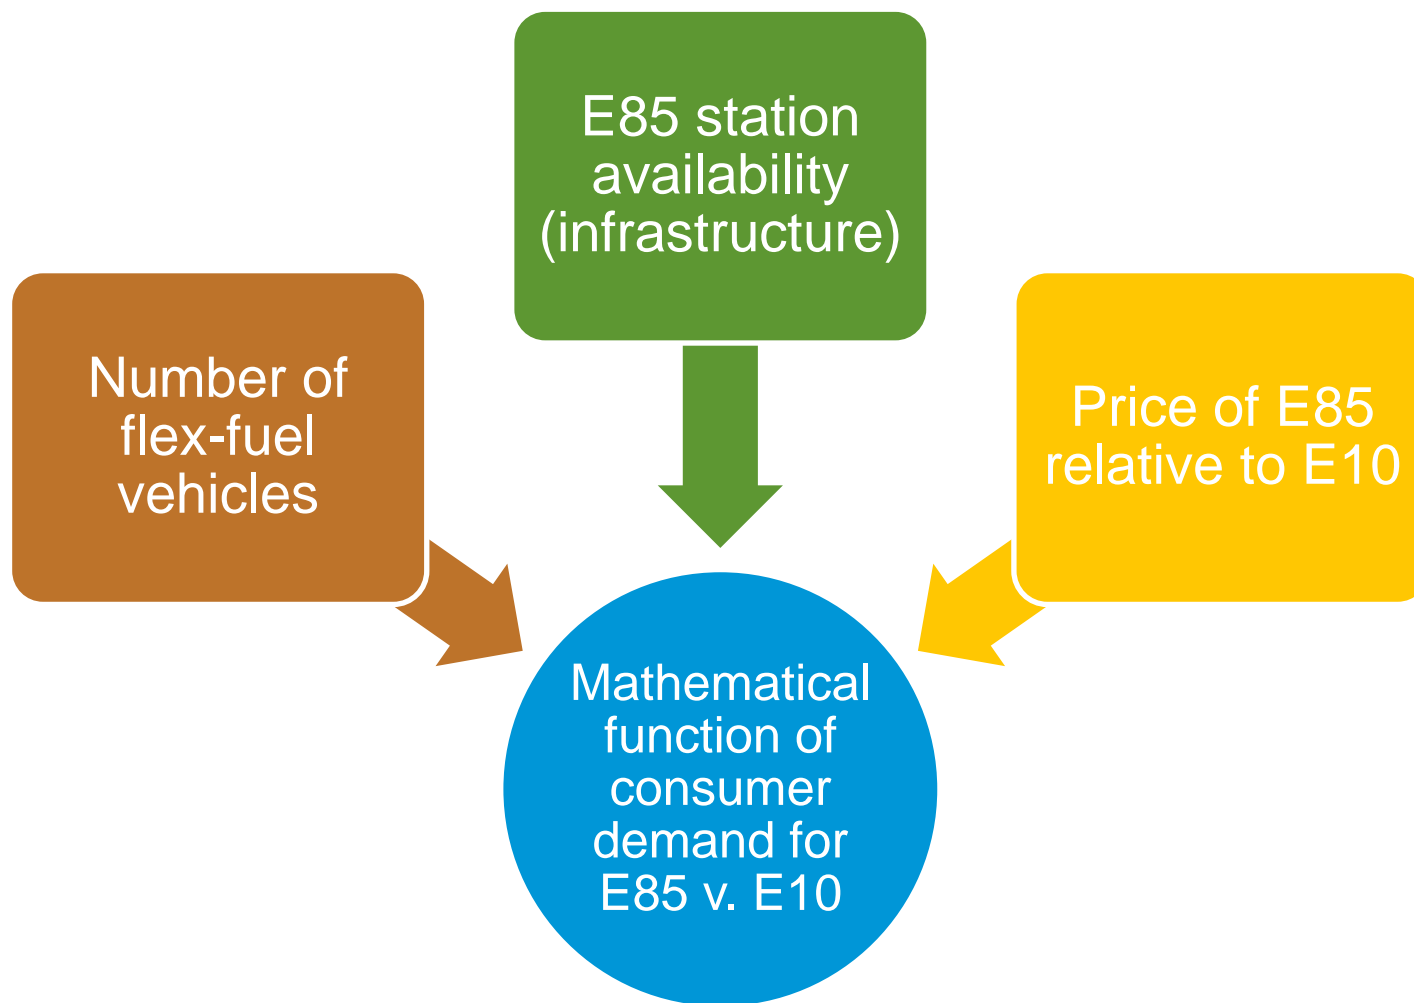 E85 station
availability
(infrastructure)
Number of
flex-fuel
vehicles
Price of E85
relative to E10
Mathematical
function of
consumer
demand for
E85 v. E10